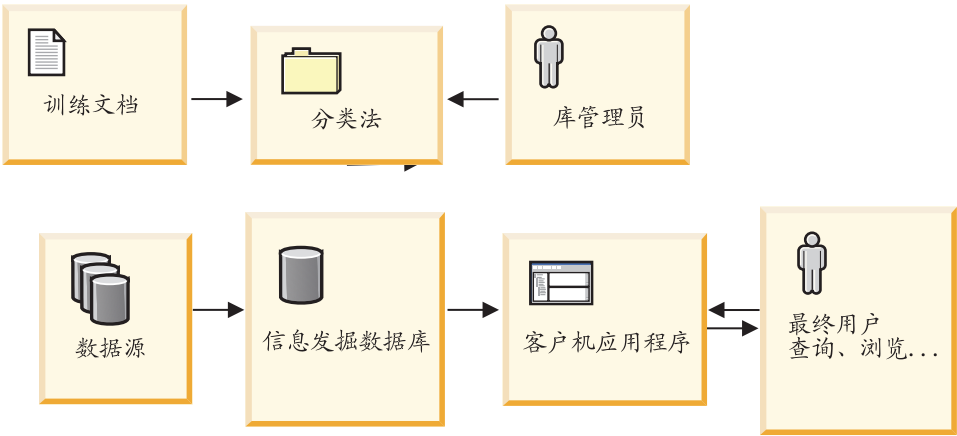 训练文档
分类法
库管理员
数据源
信息发掘数据库
客户机应用程序
最终用户
查询、浏览...